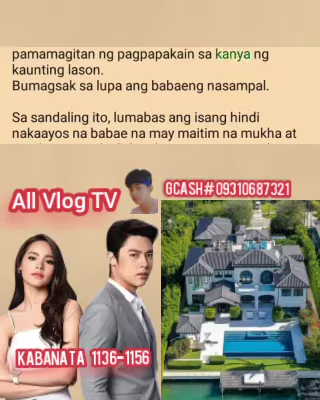 pamamagitan ng pagpapakain sa kanya ng
kaunting lason.
Bumagsak sa lupa ang babaeng nasampal.
Sa sandaling ito, lumabas ang isang hindi
nakaayos na babae na may maitim na mukha at
All Vlog TV
GCASH#09310687321
KABANATA 1136-1156